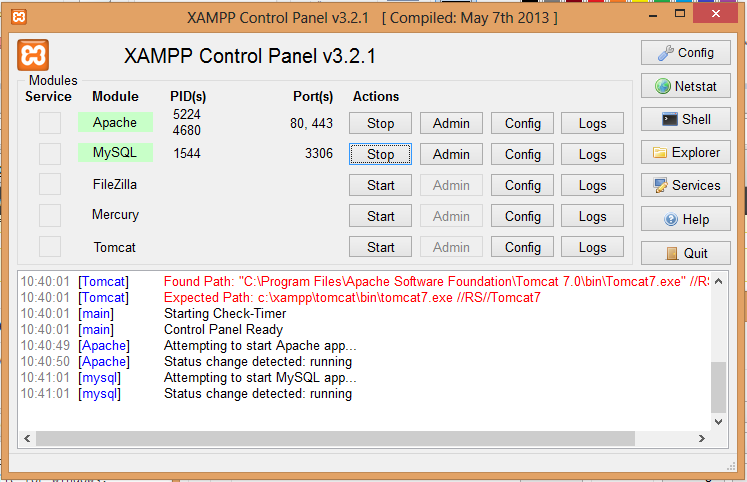 XAMPP Control Panel v3.2.1 [ Compiled: May 7th 2013 ]
XAMPP Control Panel v3.2.1
Config
Netstat
Shell
Explorer
Services
Help
Quit
Modules
Service Module PID(s) Port(s) Actions
Apache 5224 4680 80, 443 Stop Admin Config Logs
MySQL 1544 3306 Stop Admin Config Logs
FileZilla Start Admin Config Logs
Mercury Start Admin Config Logs
Tomcat Start Admin Config Logs
10:40:01 [Tomcat] Found Path: "C:\Program Files\Apache Software Foundation\Tomcat 7.0\bin\Tomcat7.exe" //RS
10:40:01 [Tomcat] Expected Path: c:\xampp\tomcat\bin\tomcat7.exe //RS//Tomcat7
10:40:01 [main] Starting Check-Timer
10:40:01 [main] Control Panel Ready
10:40:49 [Apache] Attempting to start Apache app...
10:40:50 [Apache] Status change detected: running
10:41:01 [mysql] Attempting to start MySQL app...
10:41:01 [mysql] Status change detected: running